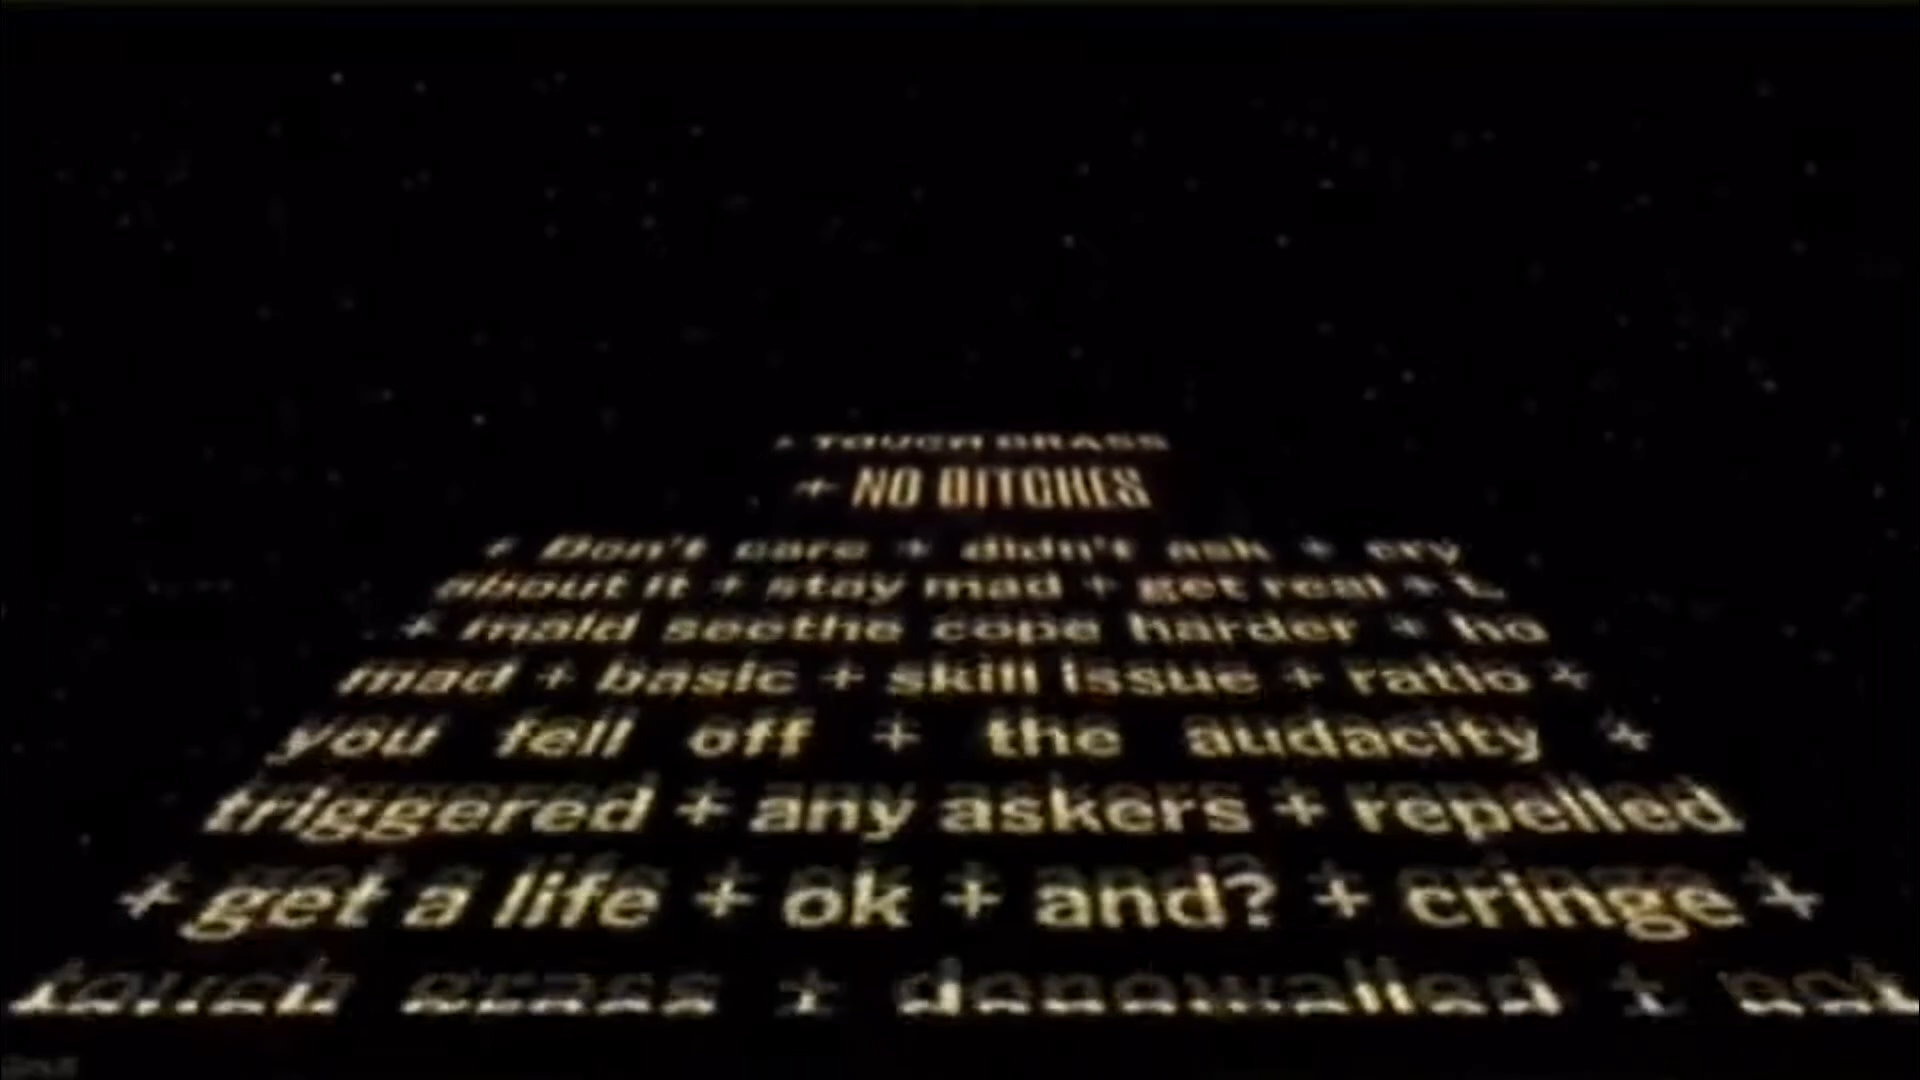 + TOUCH GRASS
+ NO BITCHES
+ Don't care + didn't ask + cry
about it + stay mad + get real + L
+ mald seethe cope harder + ho
mad + basic + skill issue + ratio +
you fell off + the audacity +
triggered + any askers + repelled
+ get a life + ok + and? + cringe +
touch grass + donowalled + not